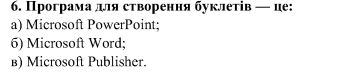 6. Програма для створення буклетів — це:
а) Microsoft PowerPoint;
б) Microsoft Word;
в) Microsoft Publisher.